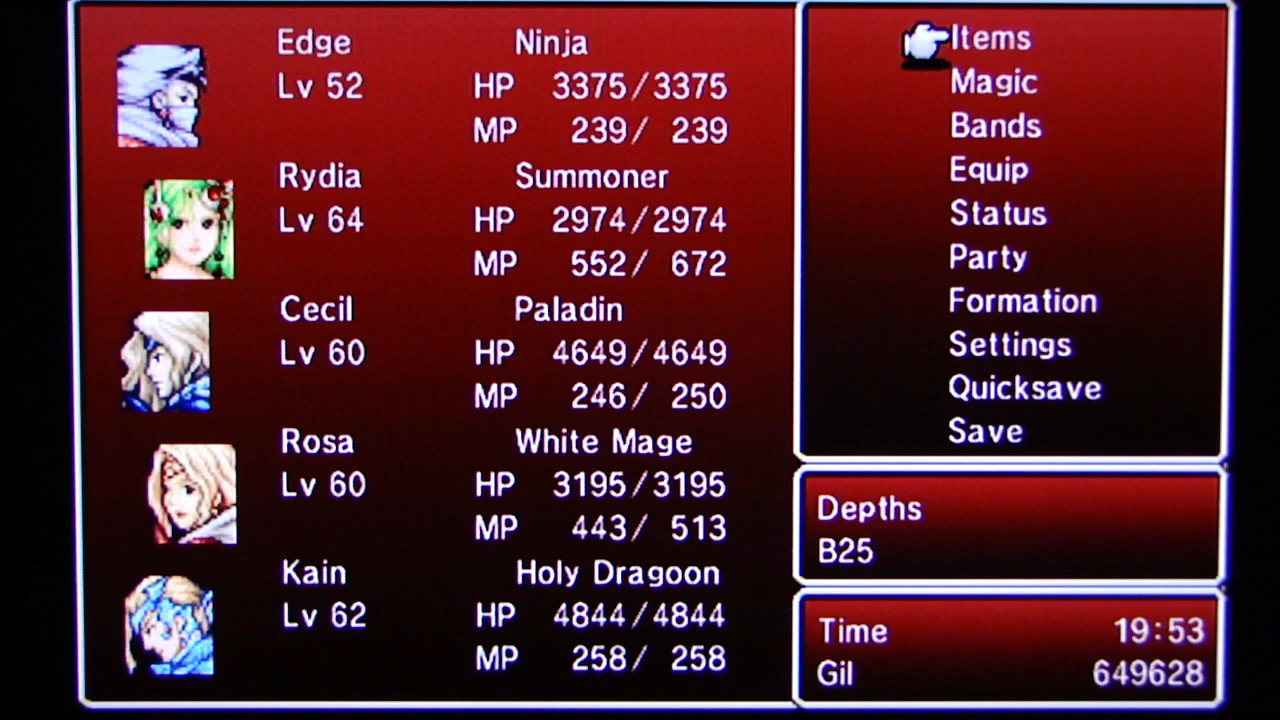 Edge Ninja
Lv 52 HP 3375/3375
MP 239/ 239
Rydia Summoner
Lv 64 HP 2974/2974
MP 552/ 672
Cecil Paladin
Lv 60 HP 4649/4649
MP 246/ 250
Rosa White Mage
Lv 60 HP 3195/3195
MP 443/ 513
Kain Holy Dragoon
Lv 62 HP 4844/4844
MP 258/ 258
Items
Magic
Bands
Equip
Status
Party
Formation
Settings
Quicksave
Save
Depths
B25
Time 19:53
Gil 649628